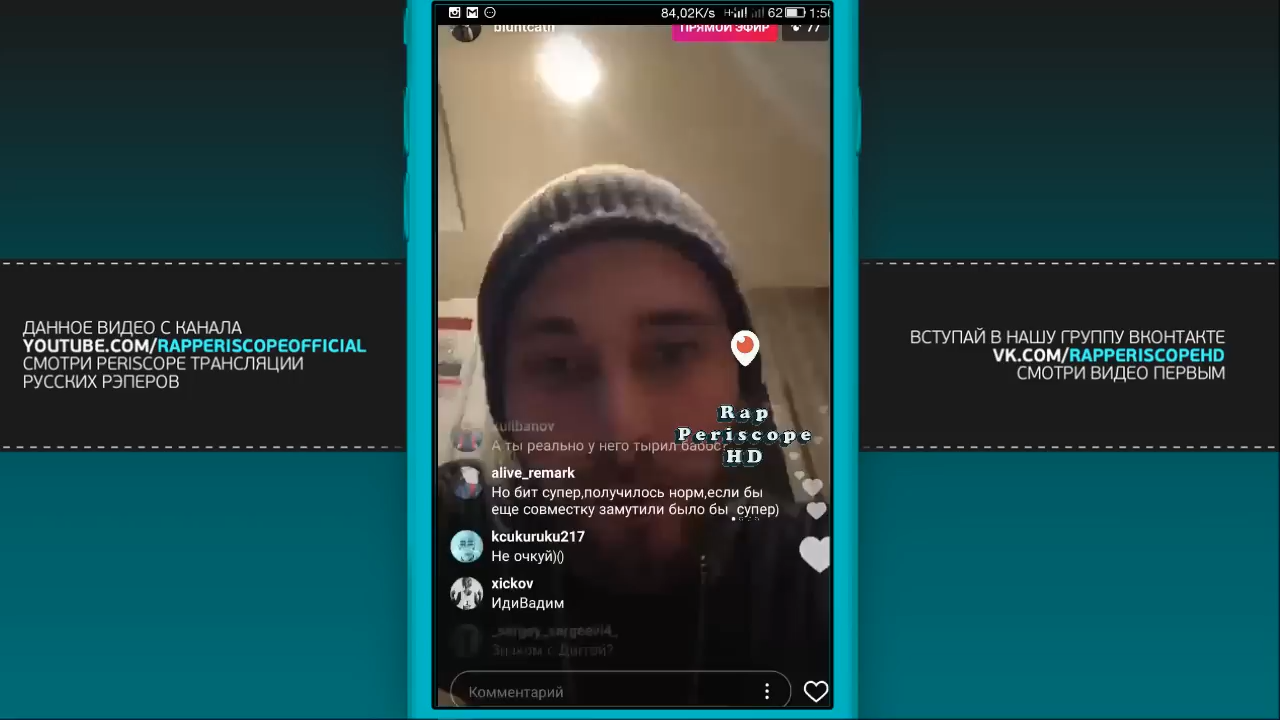 84,02K/s
62
ПРЯМОЙ ЭФИР
77
ДАННОЕ ВИДЕО С КАНАЛА
YOUTUBE.COM/RAPPERISCOPEOFFICIAL
СМОТРИ PERISCOPE ТРАНСЛЯЦИИ
РУССКИХ РЭПЕРОВ
ВСТУПАЙ В НАШУ ГРУППУ ВКОНТАКТЕ
VK.COM/RAPPERISCOPEHD
СМОТРИ ВИДЕО ПЕРВЫМ
Rap
Periscope
HD
А ты реально у него тырил бабос?
alive_remark
Но бит супер,получилось норм,если бы
еще совместку замутили было бы супер)
kcukuruku217
Не очкуй)()
xickov
ИдиВадим
Знаком с
Комментарий